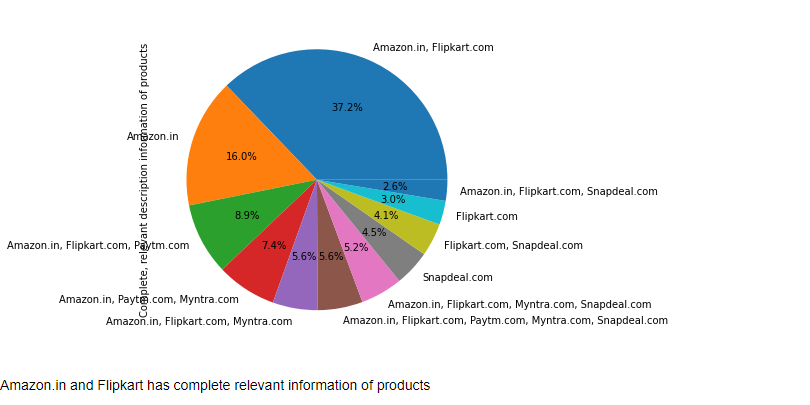 Amazon.in, Flipkart.com
37.2%
Amazon.in
16.0%
Complete, relevant description information of products
2.6%
Amazon.in, Flipkart.com, Snapdeal.com
3.0%
Flipkart.com
8.9%
4.1%
4.5%
Amazon.in, Flipkart.com, Paytm.com
7.4%
5.2%
Flipkart.com, Snapdeal.com
5.6%
5.6%
Snapdeal.com
Amazon.in, Paytm.com, Myntra.com
Amazon.in, Flipkart.com, Myntra.com, Snapdeal.com
Amazon.in, Flipkart.com, Myntra.com
Amazon.in, Flipkart.com, Paytm.com, Myntra.com, Snapdeal.com
Amazon.in and Flipkart has complete relevant information of products